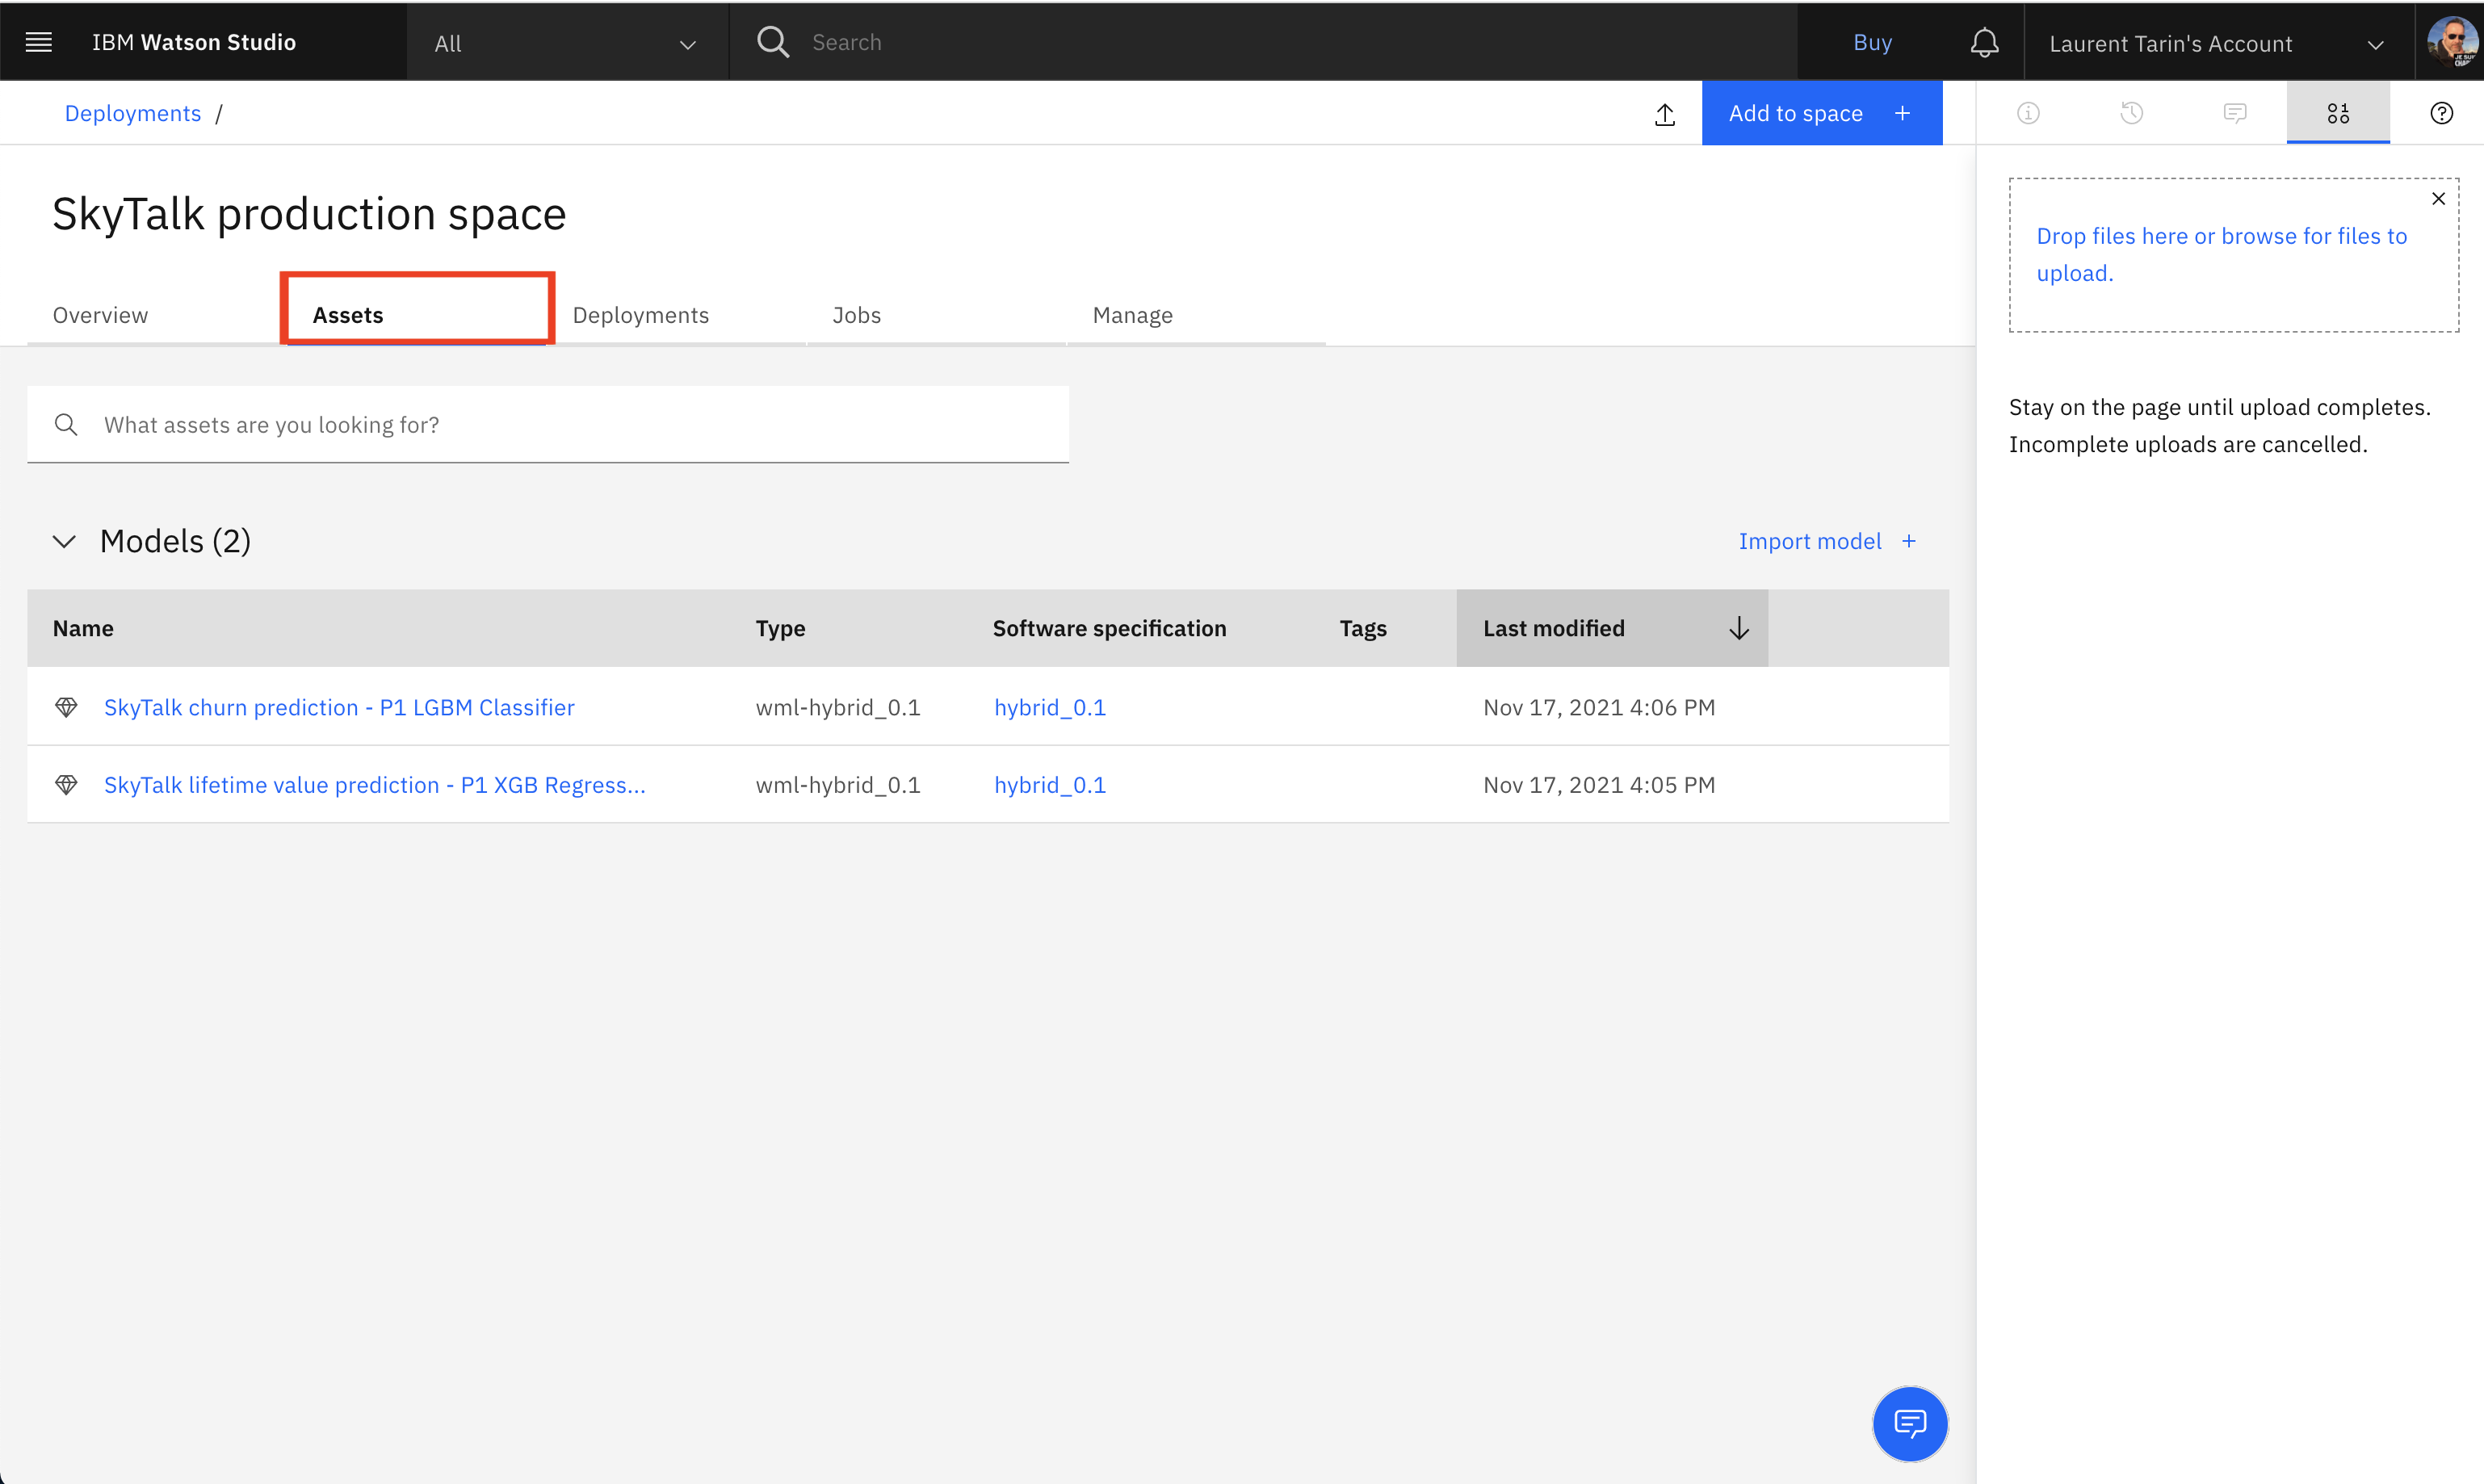 IBM Watson Studio
All
Search
Buy
Laurent Tarin's Account
Deployments /
Add to space +
SkyTalk production space
Overview
Assets
Deployments
Jobs
Manage
What assets are you looking for?
Models (2)
Import model +
Name Type Software specification Tags Last modified
SkyTalk churn prediction - P1 LGBM Classifier wml-hybrid_0.1 hybrid_0.1 Nov 17, 2021 4:06 PM
SkyTalk lifetime value prediction - P1 XGB Regress... wml-hybrid_0.1 hybrid_0.1 Nov 17, 2021 4:05 PM
Drop files here or browse for files to
upload.
Stay on the page until upload completes.
Incomplete uploads are cancelled.